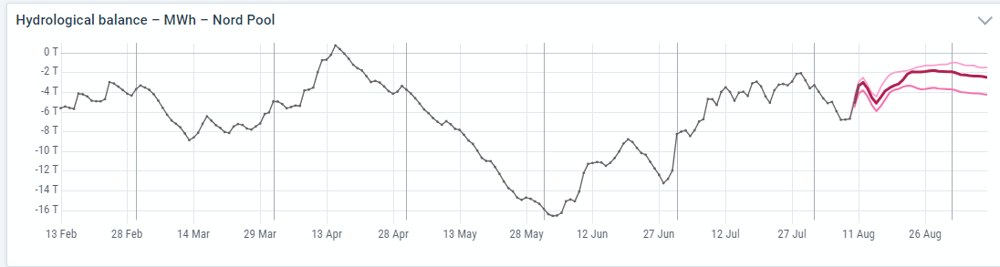 Hydrological balance – MWh – Nord Pool
0 T
-2 T
-4 T
-6 T
-8 T
-10 T
-12 T
-14 T
-16 T
13 Feb 28 Feb 14 Mar 29 Mar 13 Apr 28 Apr 13 May 28 May 12 Jun 27 Jun 12 Jul 27 Jul 11 Aug 26 Aug